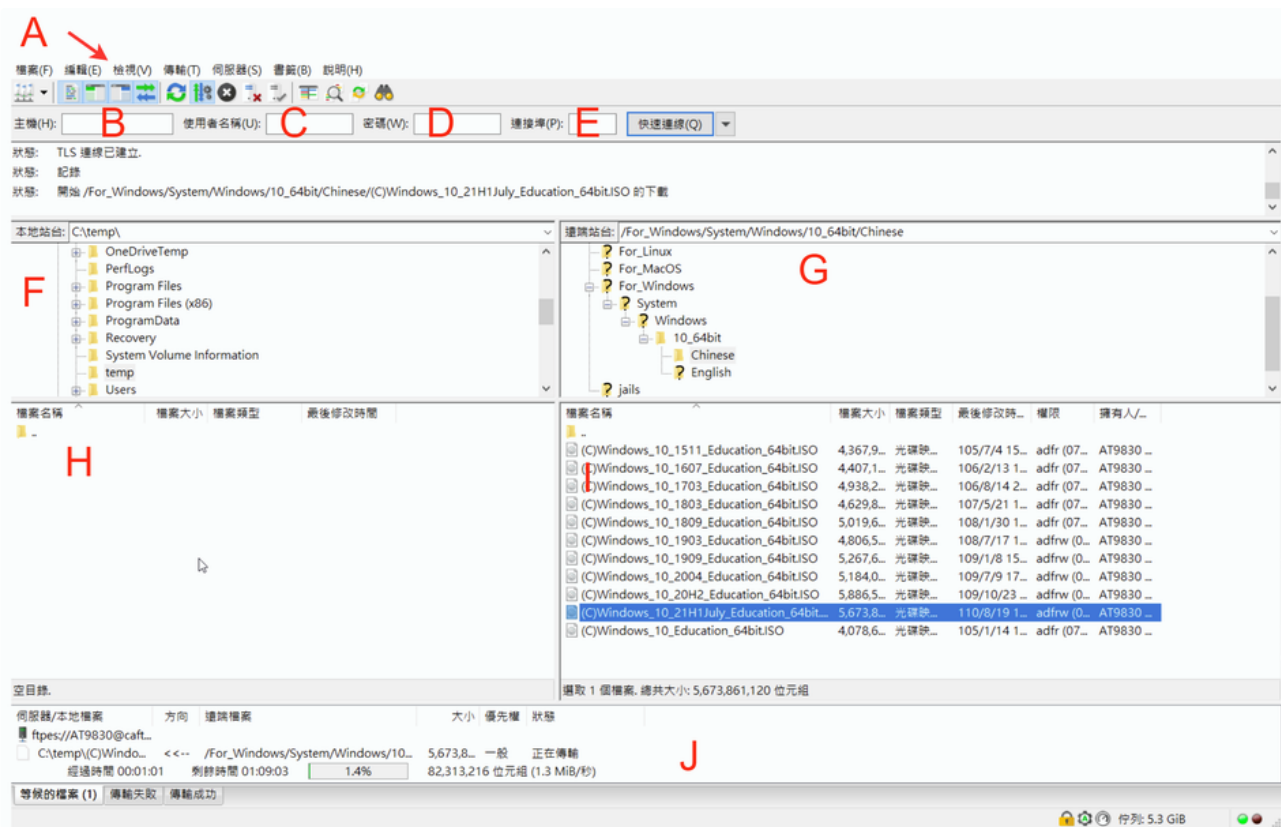 A
檔案(F) 編輯(E) 檢視(V) 傳輸(T) 伺服器(S) 書籤(B) 說明(H)
主機(H): B 使用者名稱(U): C 密碼(W): D 連接埠(P): E 快速連線(Q)
狀態: TLS 連線已建立.
狀態: 記錄
狀態: 開始 /For_Windows/System/Windows/10_64bit/Chinese/(C)Windows_10_21H1July_Education_64bit.ISO 的下載
本地站台: C:\temp\
OneDriveTemp
PerfLogs
F
Program Files
Program Files (x86)
ProgramData
Recovery
System Volume Information
temp
Users
遠端站台: /For_Windows/System/Windows/10_64bit/Chinese
For_Linux
For_MacOS
G
For_Windows
System
Windows
10_64bit
Chinese
English
jails
檔案名稱 檔案大小 檔案類型 最後修改時間
..
H
空目錄.
檔案名稱 檔案大小 檔案類型 最後修改時... 權限 擁有人/...
..
(C)Windows_10_1511_Education_64bit.ISO 4,367,9... 光碟映... 105/7/4 15... adfr (07... AT9830 ...
(C)Windows_10_1607_Education_64bit.ISO 4,407,1... 光碟映... 106/2/13 1... adfr (07... AT9830 ...
I
(C)Windows_10_1703_Education_64bit.ISO 4,938,2... 光碟映... 106/8/14 2... adfr (07... AT9830 ...
(C)Windows_10_1803_Education_64bit.ISO 4,629,8... 光碟映... 107/5/21 1... adfr (07... AT9830 ...
(C)Windows_10_1809_Education_64bit.ISO 5,019,6... 光碟映... 108/1/30 1... adfr (07... AT9830 ...
(C)Windows_10_1903_Education_64bit.ISO 4,806,5... 光碟映... 108/7/17 1... adfrw (0... AT9830 ...
(C)Windows_10_1909_Education_64bit.ISO 5,267,6... 光碟映... 109/1/8 15... adfrw (0... AT9830 ...
(C)Windows_10_2004_Education_64bit.ISO 5,184,0... 光碟映... 109/7/9 17... adfrw (0... AT9830 ...
(C)Windows_10_20H2_Education_64bit.ISO 5,886,5... 光碟映... 109/10/23 ... adfrw (0... AT9830 ...
(C)Windows_10_21H1July_Education_64bit.... 5,673,8... 光碟映... 110/8/19 1... adfrw (0... AT9830 ...
(C)Windows_10_Education_64bit.ISO 4,078,6... 光碟映... 105/1/14 1... adfr (07... AT9830 ...
選取 1 個檔案. 總共大小: 5,673,861,120 位元組
伺服器/本地檔案 方向 遠端檔案 大小 優先權 狀態
ftpes://AT9830@caft...
C:\temp\(C)Windo... <<-- /For_Windows/System/Windows/10... 5,673,8... 一般 正在傳輸
J
經過時間 00:01:01 剩餘時間 01:09:03 1.4% 82,313,216 位元組 (1.3 MiB/秒)
等候的檔案 (1) 傳輸失敗 傳輸成功
佇列: 5.3 GiB